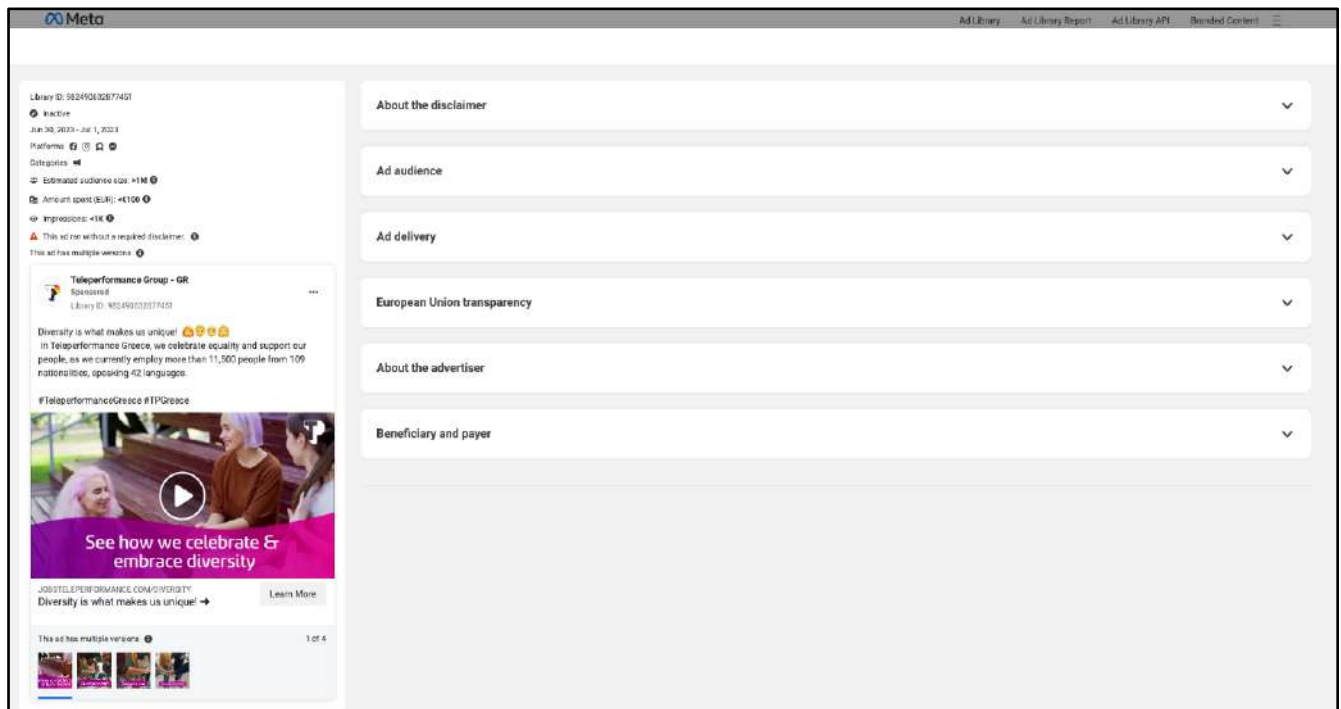 Meta
Ad Library Ad Library Report Ad Library API Branded Content
Library ID: 982490632877451
Inactive
Jun 30, 2023 - Jul 1, 2023
Platforms
Categories
Estimated audience size: >1M
Amount spent (EUR): <€100
Impressions: <1K
This ad ran without a required disclaimer.
This ad has multiple versions
Teleperformance Group - GR
Sponsored
Library ID: 982490632877451
Diversity is what makes us unique!
In Teleperformance Greece, we celebrate equality and support our
people, as we currently employ more than 11,500 people from 109
nationalities, speaking 42 languages.
#TeleperformanceGreece #TPGreece
See how we celebrate &
embrace diversity
JOBSTELEPERFORMANCE.COM/DIVERSITY
Diversity is what makes us unique! →
Learn More
This ad has multiple versions
1 of 4
About the disclaimer
Ad audience
Ad delivery
European Union transparency
About the advertiser
Beneficiary and payer